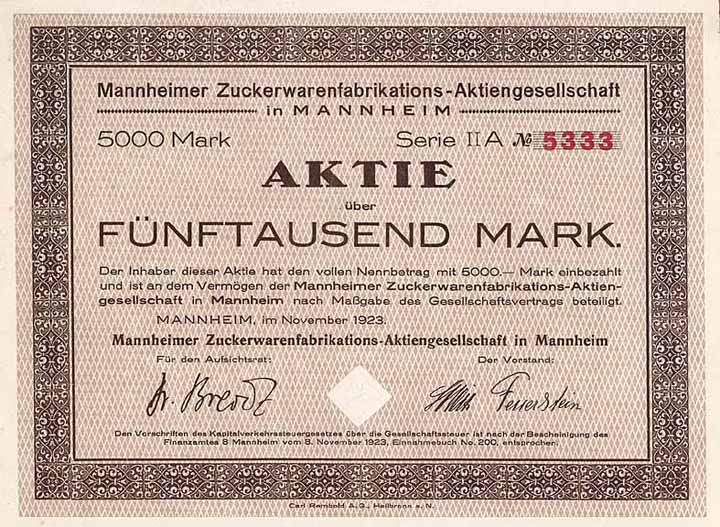 Mannheimer Zuckerwarenfabrikations-Aktiengesellschaft
in MANNHEIM
5000 Mark Serie II A № 5333
AKTIE
über
FÜNFTAUSEND MARK.
Der Inhaber dieser Aktie hat den vollen Nennbetrag mit 5000.— Mark einbezahlt
und ist an dem Vermögen der Mannheimer Zuckerwarenfabrikations-Aktien-
gesellschaft in Mannheim nach Maßgabe des Gesellschaftsvertrags beteiligt.
MANNHEIM, im November 1923.
Mannheimer Zuckerwarenfabrikations-Aktiengesellschaft in Mannheim
Für den Aufsichtsrat: Der Vorstand:
Feuerstein
Den Vorschriften des Kapitalverkehrssteuergesetzes über die Gesellschaftssteuer ist nach der Bescheinigung des
Finanzamtes 8 Mannheim vom 8. November 1923, Einnahmebuch No. 200, entsprochen.
Carl Rembold A.G., Heilbronn a. N.